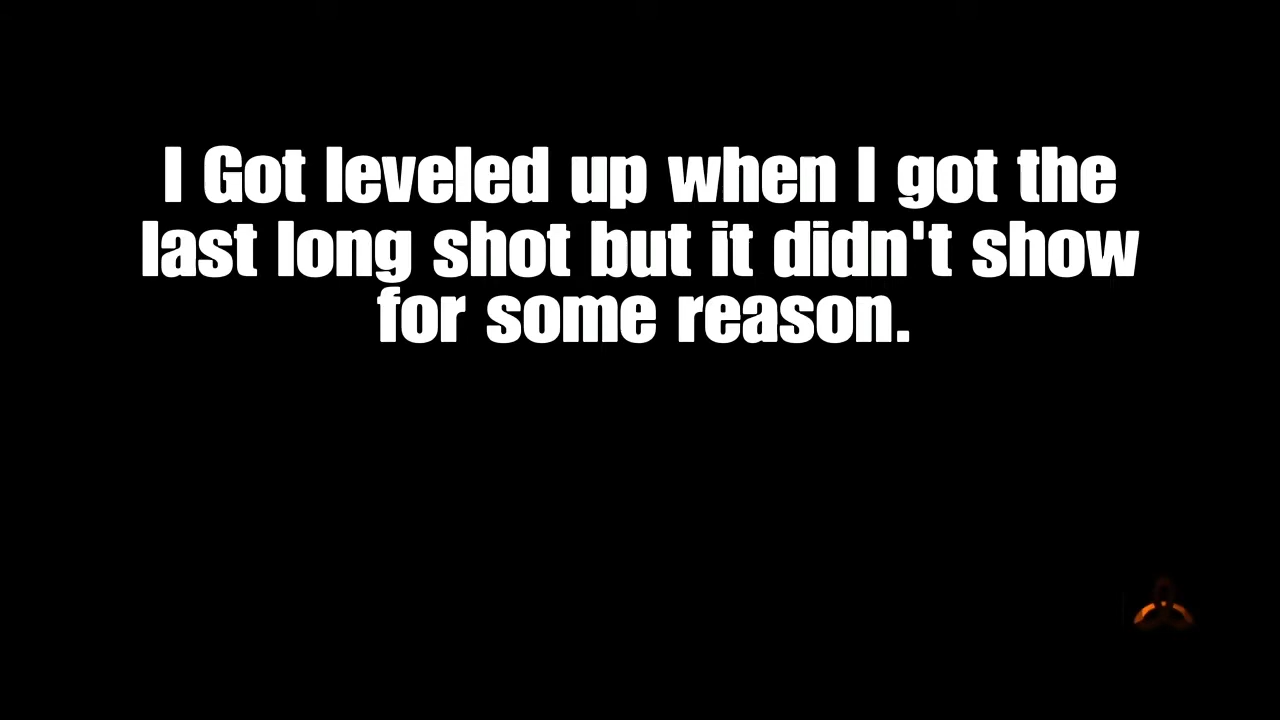 I Got leveled up when I got the
last long shot but it didn't show
for some reason.